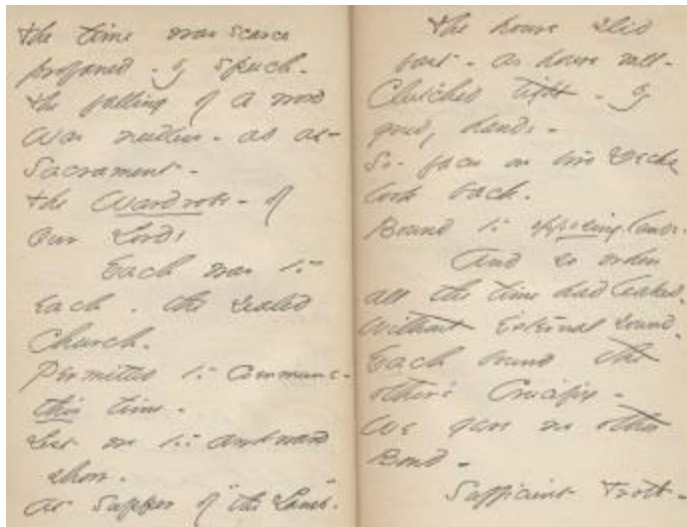 The time was scarce
profaned - by speech -
The falling of a word
Was needless - as at -
Sacrament -
The Wardrobe - of
Our Lord!
Each was to
each - the sealed
Church -
Permitted to commune -
this time -
Lest we too awkward
show -
At Supper of "the Lamb."
The hours slid
fast - as hours will -
Clutched tight - by
greedy hands -
So - faces on two Decks
look back -
Bound to opposing lands -
And so when
all the time had leaked,
Without external sound,
Each bound the
other's Crucifix -
We gave no other
Bond -
Sufficient troth -